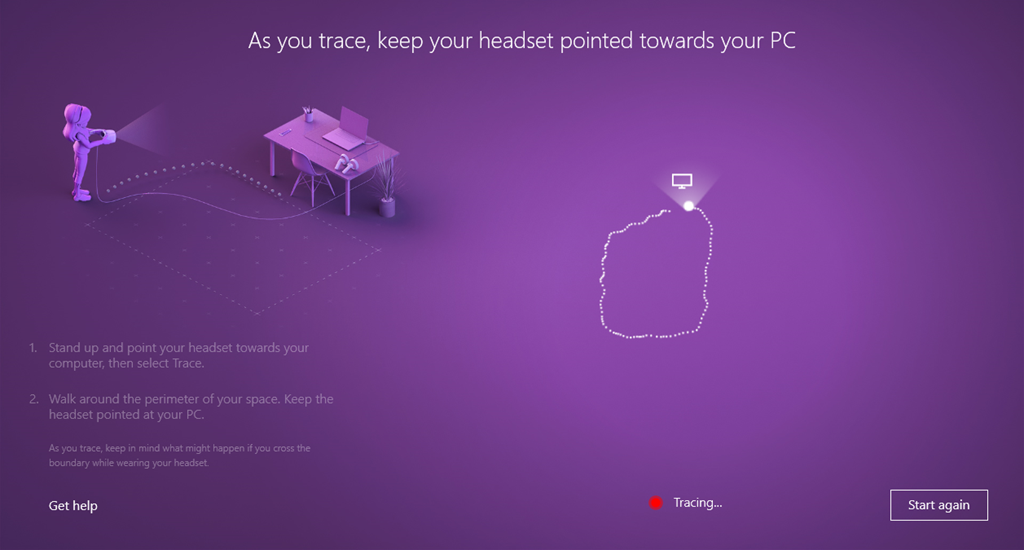 As you trace, keep your headset pointed towards your PC
1. Stand up and point your headset towards your
computer, then select Trace.
2. Walk around the perimeter of your space. Keep the
headset pointed at your PC.
As you trace, keep in mind what might happen if you cross the
boundary while wearing your headset.
Get help
Tracing...
Start again